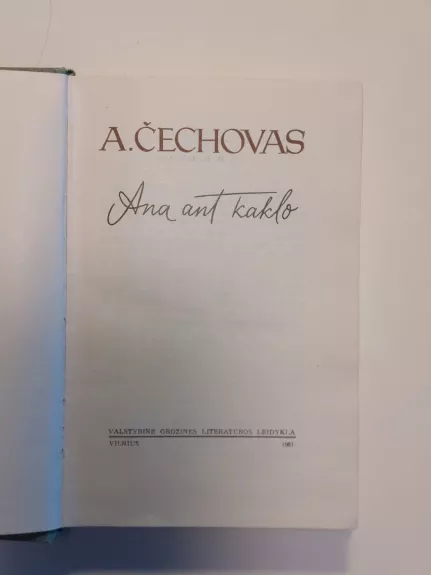 A. ČECHOVAS
Ana ant kaklo
VALSTYBINĖ GROŽINĖS LITERATŪROS LEIDYKLA
VILNIUS